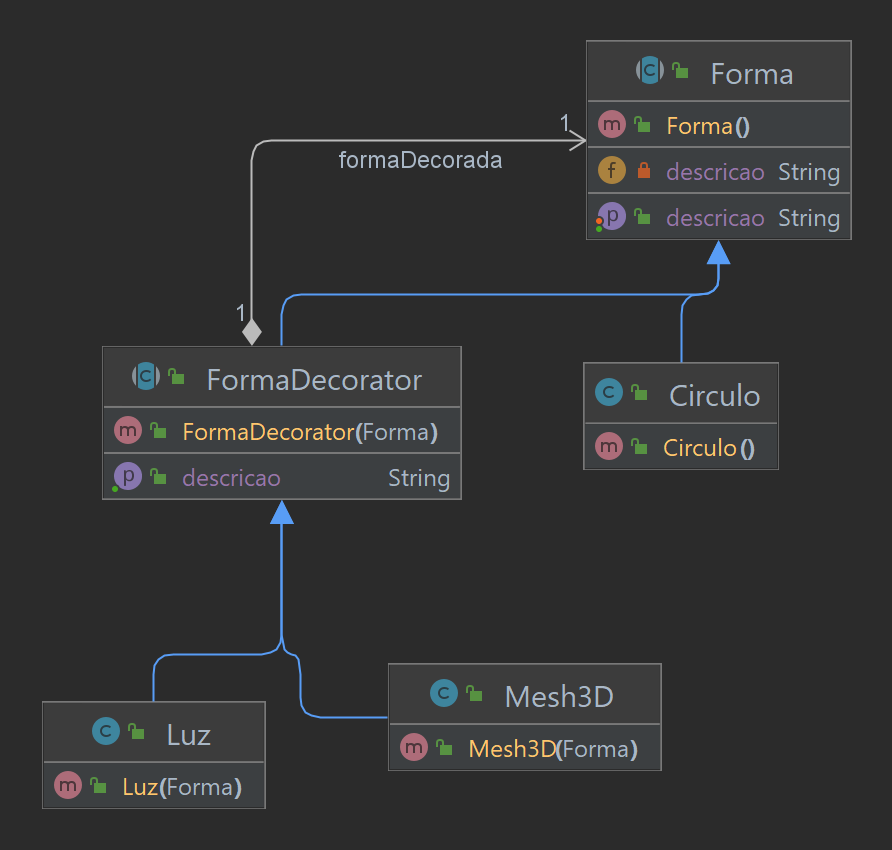 Forma
Forma()
descricao String
descricao String
1
formaDecorada
1
FormaDecorator
FormaDecorator(Forma)
descricao String
Circulo
Circulo()
Luz
Luz(Forma)
Mesh3D
Mesh3D(Forma)